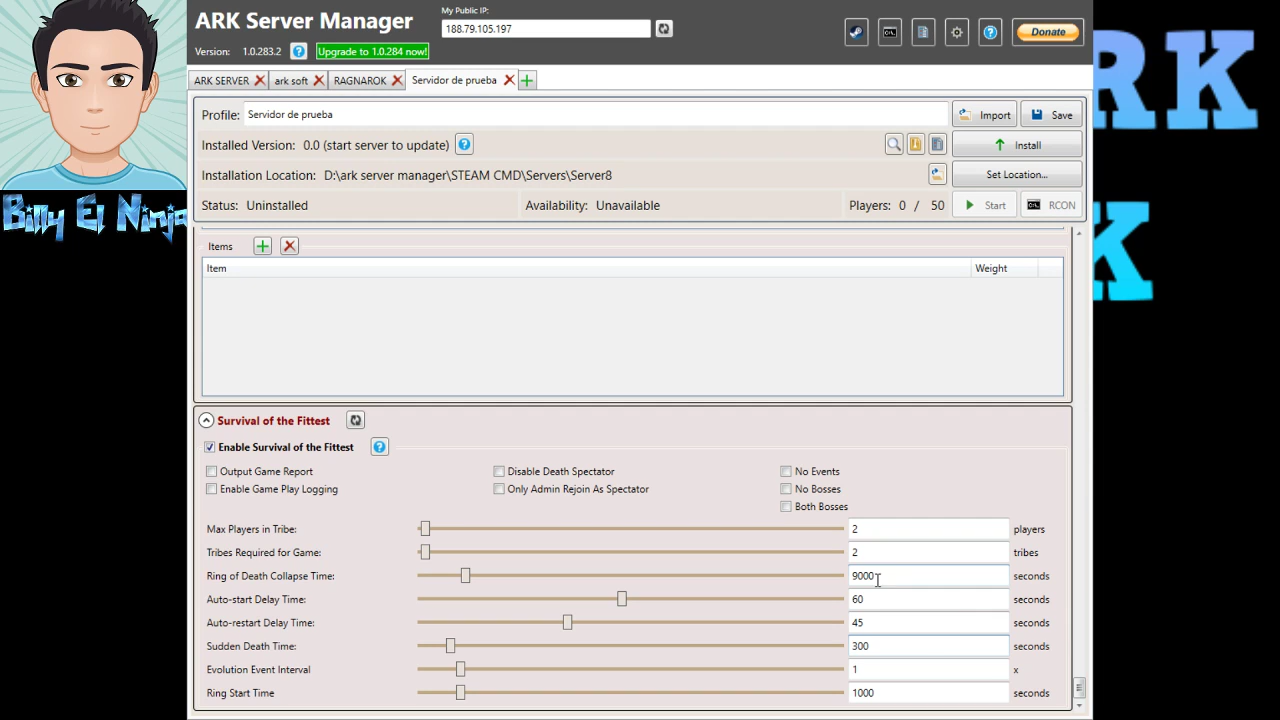 ARK Server Manager
My Public IP:
188.79.105.197
Version: 1.0.283.2 ? Upgrade to 1.0.284 now!
Donate
ARK SERVER
ark soft
RAGNAROK
Servidor de prueba
Profile: Servidor de prueba
Import
Save
Installed Version: 0.0 (start server to update) ?
Install
Installation Location: D:\ark server manager\STEAM CMD\Servers\Server8
Set Location...
Status: Uninstalled
Availability: Unavailable
Players: 0 / 50
Start
RCON
Billy El Ninja
ARK
K
Items
Item
Weight
Survival of the Fittest
Enable Survival of the Fittest ?
Output Game Report
Disable Death Spectator
No Events
Enable Game Play Logging
Only Admin Rejoin As Spectator
No Bosses
Both Bosses
Max Players in Tribe: 2 players
Tribes Required for Game: 2 tribes
Ring of Death Collapse Time: 9000 seconds
Auto-start Delay Time: 60 seconds
Auto-restart Delay Time: 45 seconds
Sudden Death Time: 300 seconds
Evolution Event Interval 1 x
Ring Start Time 1000 seconds